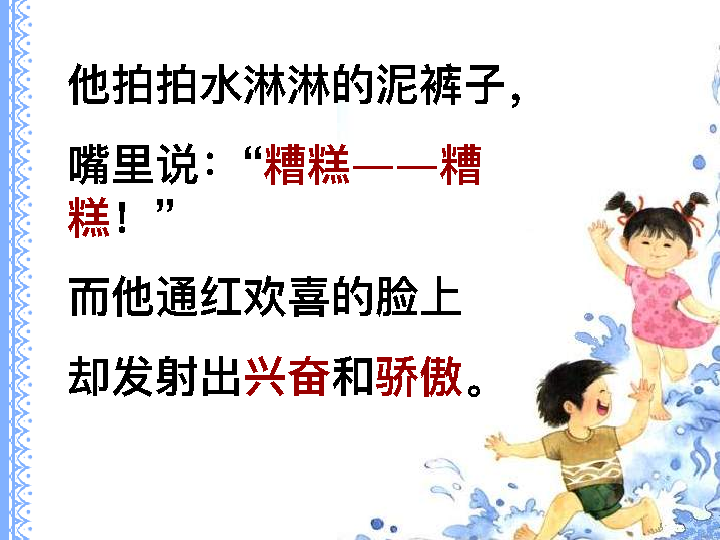 他拍拍水淋淋的泥裤子，
嘴里说：“糟糕——糟
糕！”
而他通红欢喜的脸上
却发射出兴奋和骄傲。